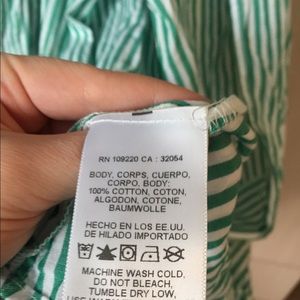 RN 109220 CA : 32054
BODY, CORPS, CUERPO,
CORPO, BODY:
100% COTTON, COTON,
ALGODON, COTONE,
BAUMWOLLE
HECHO EN LOS EE.UU.
DE HILADO IMPORTADO
MACHINE WASH COLD,
DO NOT BLEACH,
TUMBLE DRY LOW,